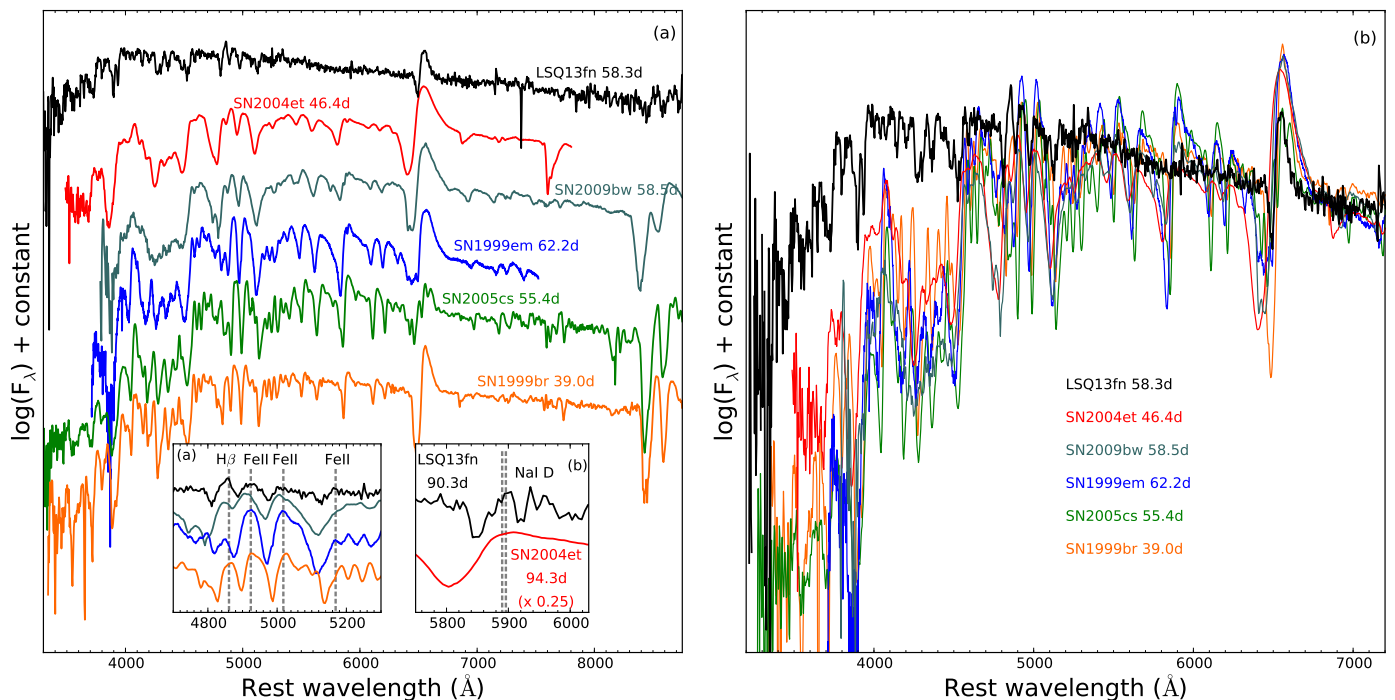 (a)
LSQ13fn 58.3d
SN2004et 46.4d
SN2009bw 58.5d
SN1999em 62.2d
SN2005cs 55.4d
SN1999br 39.0d
(a)
Hβ FeII FeII FeII
4800 5000 5200
LSQ13fn
90.3d
(b)
NaI D
SN2004et
94.3d
(x 0.25)
5800 5900 6000
4000 5000 6000 7000 8000
Rest wavelength (Å)
log(Fλ) + constant
(b)
LSQ13fn 58.3d
SN2004et 46.4d
SN2009bw 58.5d
SN1999em 62.2d
SN2005cs 55.4d
SN1999br 39.0d
4000 5000 6000 7000
Rest wavelength (Å)
log(Fλ) + constant